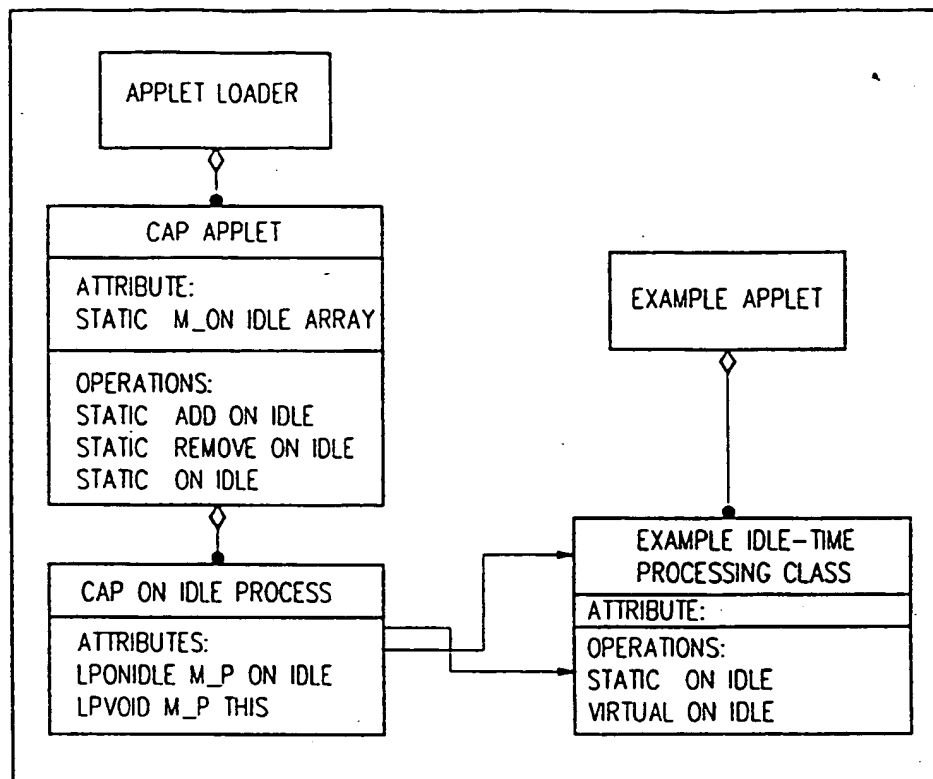 APPLET LOADER
CAP APPLET
ATTRIBUTE:
STATIC M_ON IDLE ARRAY
OPERATIONS:
STATIC ADD ON IDLE
STATIC REMOVE ON IDLE
STATIC ON IDLE
CAP ON IDLE PROCESS
ATTRIBUTES:
LPONIDLE M_P ON IDLE
LPVOID M_P THIS
EXAMPLE APPLET
EXAMPLE IDLE-TIME
PROCESSING CLASS
ATTRIBUTE:
OPERATIONS:
STATIC ON IDLE
VIRTUAL ON IDLE